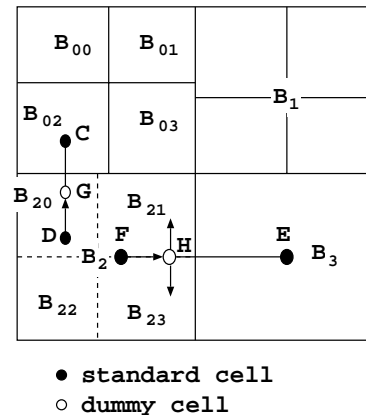 B00 B01
B1
B02 C B03
B20 G B21
D F H E
B2 B3
B22 B23
● standard cell
○ dummy cell